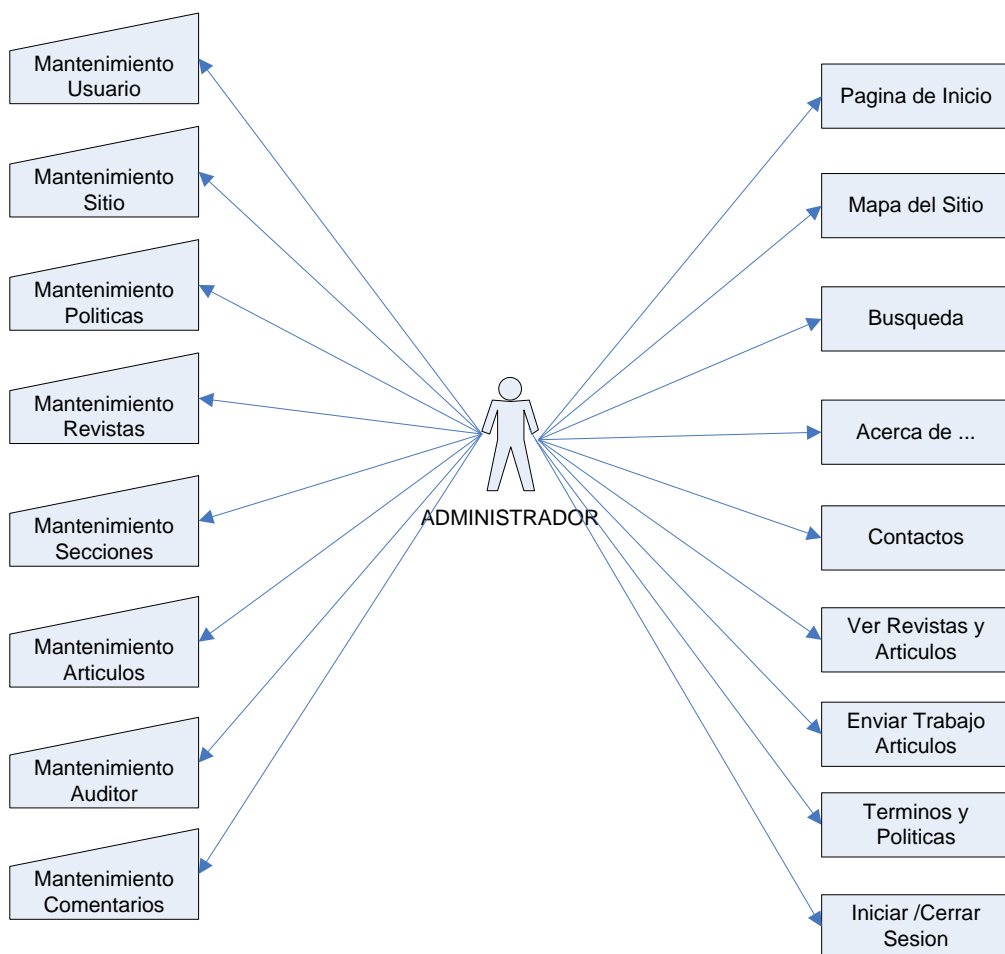 Mantenimiento
Usuario
Mantenimiento
Sitio
Mantenimiento
Politicas
Mantenimiento
Revistas
Mantenimiento
Secciones
Mantenimiento
Articulos
Mantenimiento
Auditor
Mantenimiento
Comentarios
ADMINISTRADOR
Pagina de Inicio
Mapa del Sitio
Busqueda
Acerca de ...
Contactos
Ver Revistas y
Articulos
Enviar Trabajo
Articulos
Terminos y
Politicas
Iniciar /Cerrar
Sesion